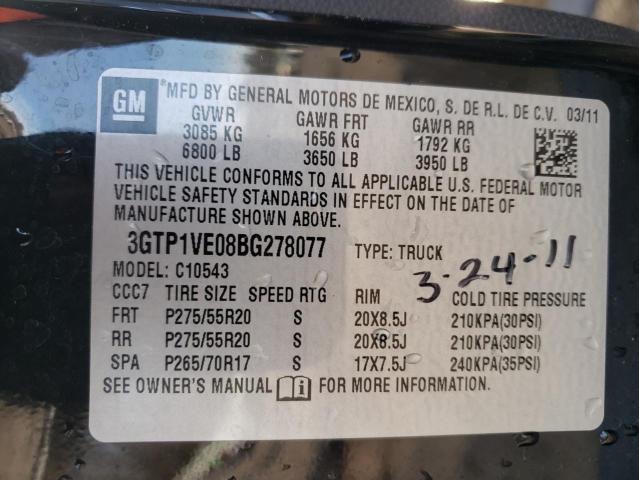 GM *MFD BY GENERAL MOTORS DE MEXICO, S. DE R.L. DE C.V. 03/11
GVWR GAWR FRT GAWR RR
3085 KG 1656 KG 1792 KG
6800 LB 3650 LB 3950 LB
THIS VEHICLE CONFORMS TO ALL APPLICABLE U.S. FEDERAL MOTOR
VEHICLE SAFETY STANDARDS IN EFFECT ON THE DATE OF
MANUFACTURE SHOWN ABOVE.
3GTP1VE08BG278077 TYPE: TRUCK
3-24-11
MODEL: C10543
CCC7 TIRE SIZE SPEED RTG RIM COLD TIRE PRESSURE
FRT P275/55R20 S 20X8.5J 210KPA(30PSI)
RR P275/55R20 S 20X8.5J 210KPA(30PSI)
SPA P265/70R17 S 17X7.5J 240KPA(35PSI)
SEE OWNER'S MANUAL FOR MORE INFORMATION.